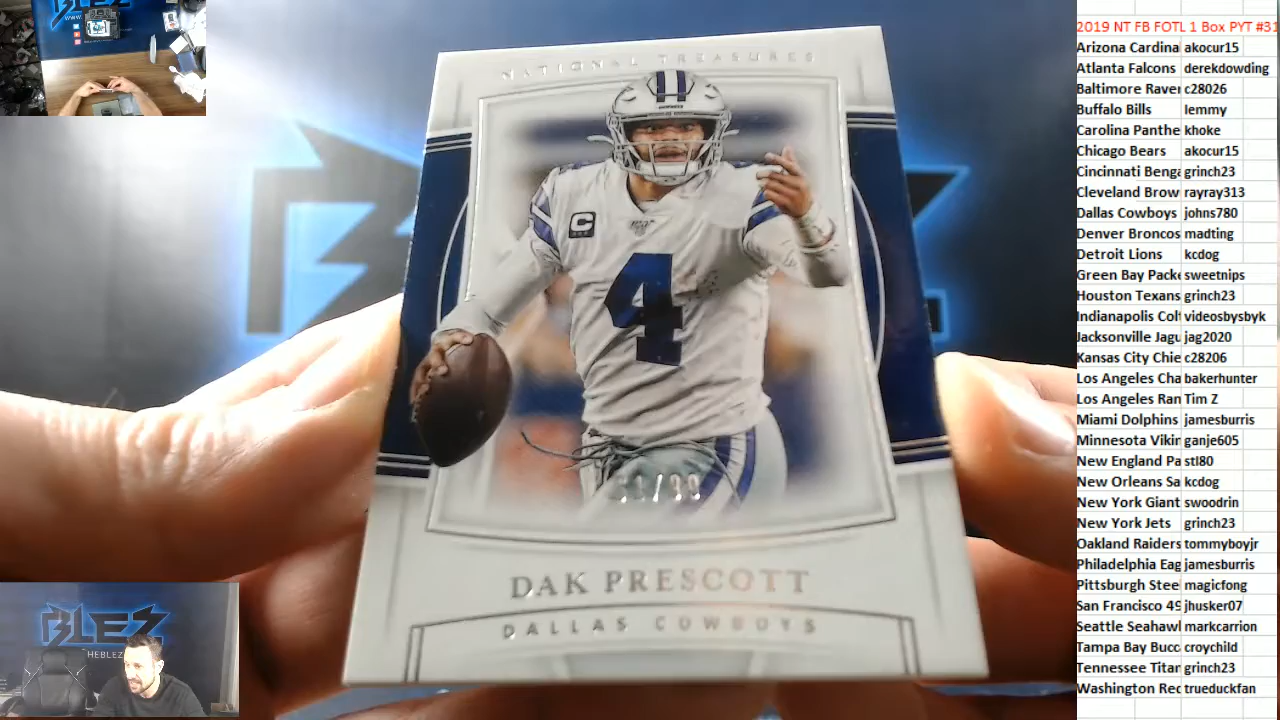 NATIONAL TREASURES
C
4
DAK PRESCOTT
DALLAS COWBOYS
BLEZ
2019 NT FB FOTL 1 Box PYT #31
Arizona Cardina akocur15
Atlanta Falcons derekdowding
Baltimore Raver c28026
Buffalo Bills lemmy
Carolina Panthe khoke
Chicago Bears akocur15
Cincinnati Benga grinch23
Cleveland Brow rayray313
Dallas Cowboys johns780
Denver Broncos madting
Detroit Lions kcdog
Green Bay Packe sweetnips
Houston Texans grinch23
Indianapolis Colt videosbysbyk
Jacksonville Jagu jag2020
Kansas City Chie c28206
Los Angeles Cha bakerhunter
Los Angeles Ran Tim Z
Miami Dolphins jamesburris
Minnesota Vikin ganje605
New England Pa stl80
New Orleans Sa kcdog
New York Giant swoodrin
New York Jets grinch23
Oakland Raiders tommyboyjr
Philadelphia Eag jamesburris
Pittsburgh Stee magicfong
San Francisco 49 jhusker07
Seattle Seahawl markcarrion
Tampa Bay Bucc croychild
Tennessee Titar grinch23
Washington Rec trueduckfan